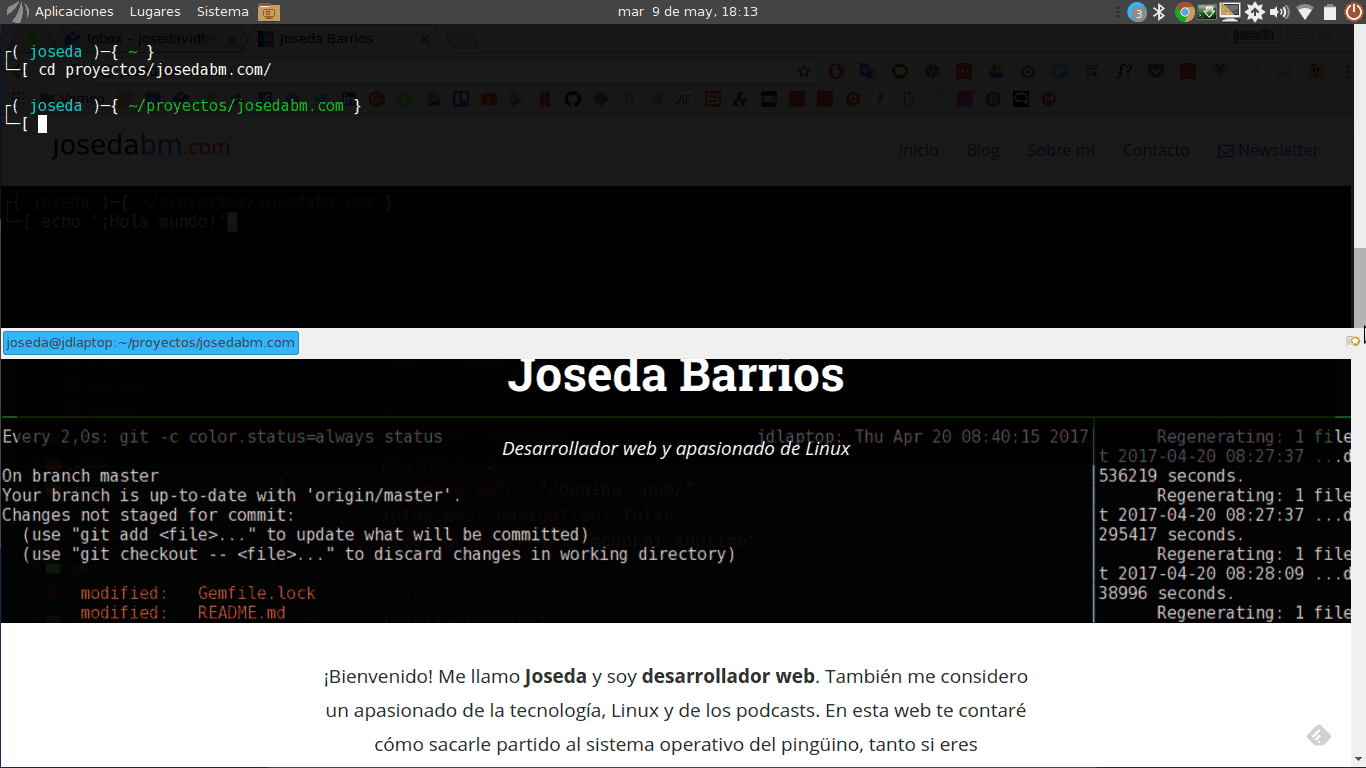 Aplicaciones Lugares Sistema mar 9 de may, 18:13 3
Inbox – josedavidbr Joseda Barrios joseda
┌( joseda )─{ ~ }
└─[ cd proyectos/josedabm.com/
┌( joseda )─{ ~/proyectos/josedabm.com }
└─[
josedabm.com Inicio Blog Sobre mí Contacto Newsletter
┌( joseda )─{ ~/proyectos/josedabm.com }
└─[ echo '¡Hola mundo!'
joseda@jdlaptop:~/proyectos/josedabm.com
Joseda Barrios
Desarrollador web y apasionado de Linux
Every 2,0s: git -c color.status=always status jdlaptop: Thu Apr 20 08:40:15 2017
On branch master
Your branch is up-to-date with 'origin/master'.
Changes not staged for commit:
(use "git add <file>..." to update what will be committed)
(use "git checkout -- <file>..." to discard changes in working directory)
modified: Gemfile.lock
modified: README.md
Regenerating: 1 file
t 2017-04-20 08:27:37 ...d
536219 seconds.
Regenerating: 1 file
t 2017-04-20 08:27:37 ...d
295417 seconds.
Regenerating: 1 file
t 2017-04-20 08:28:09 ...d
38996 seconds.
Regenerating: 1 file
¡Bienvenido! Me llamo Joseda y soy desarrollador web. También me considero
un apasionado de la tecnología, Linux y de los podcasts. En esta web te contaré
cómo sacarle partido al sistema operativo del pingüino, tanto si eres